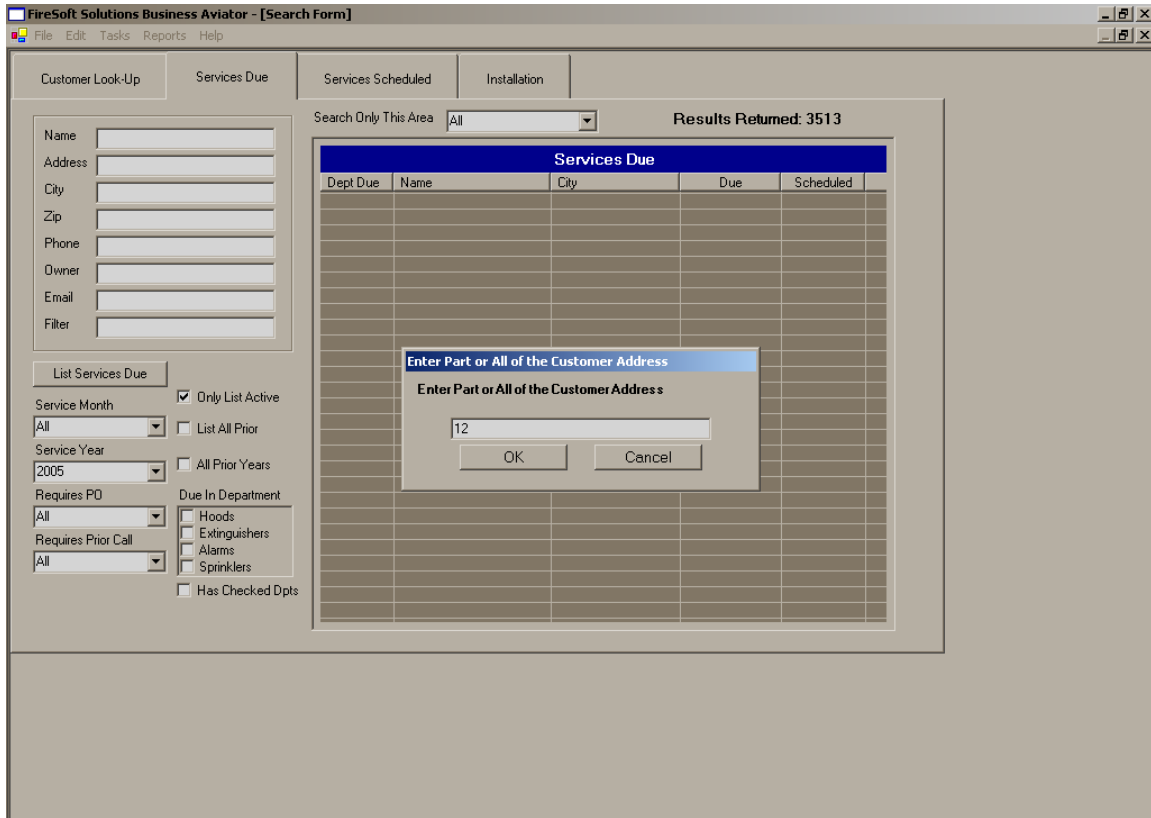 FireSoft Solutions Business Aviator - [Search Form]
File Edit Tasks Reports Help
Customer Look-Up Services Due Services Scheduled Installation
Search Only This Area All Results Returned: 3513
Name
Address
City
Zip
Phone
Owner
Email
Filter
Services Due
Dept Due Name City Due Scheduled
Enter Part or All of the Customer Address
Enter Part or All of the Customer Address
12
OK Cancel
List Services Due
Only List Active
Service Month
All
List All Prior
Service Year
2005
All Prior Years
Requires PO
All
Due In Department
Hoods
Extinguishers
Alarms
Sprinklers
Requires Prior Call
All
Has Checked Dpts